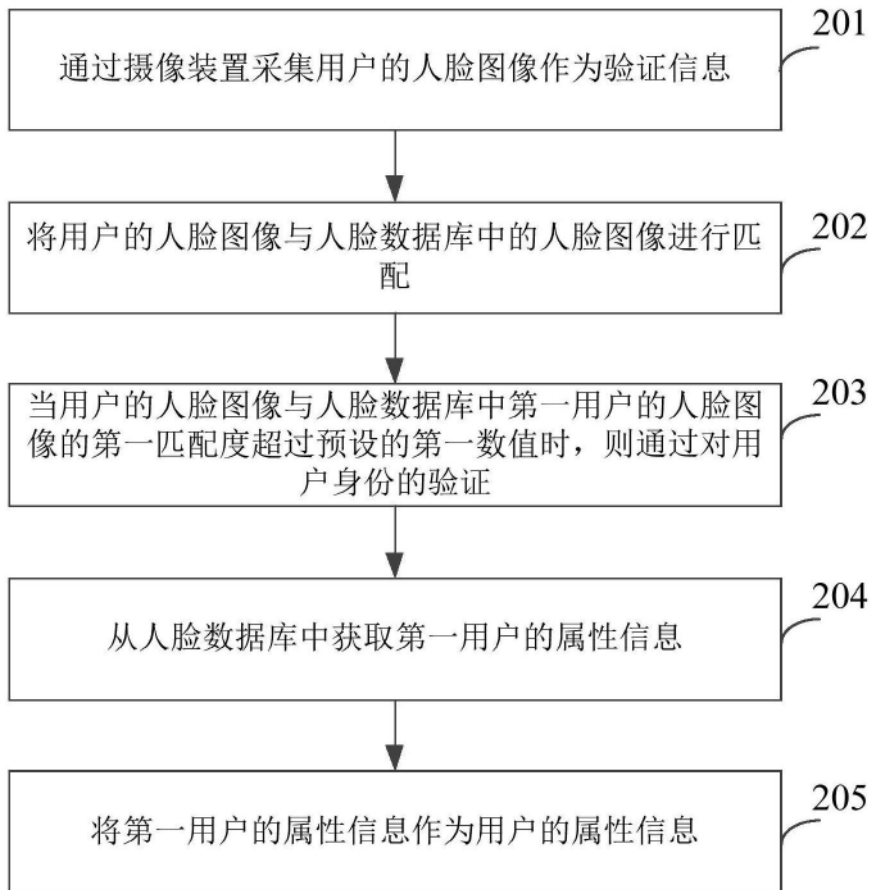 201
通过摄像装置采集用户的人脸图像作为验证信息
202
将用户的人脸图像与人脸数据库中的人脸图像进行匹
配
203
当用户的人脸图像与人脸数据库中第一用户的人脸图
像的第一匹配度超过预设的第一数值时，则通过对用
户身份的验证
204
从人脸数据库中获取第一用户的属性信息
205
将第一用户的属性信息作为用户的属性信息